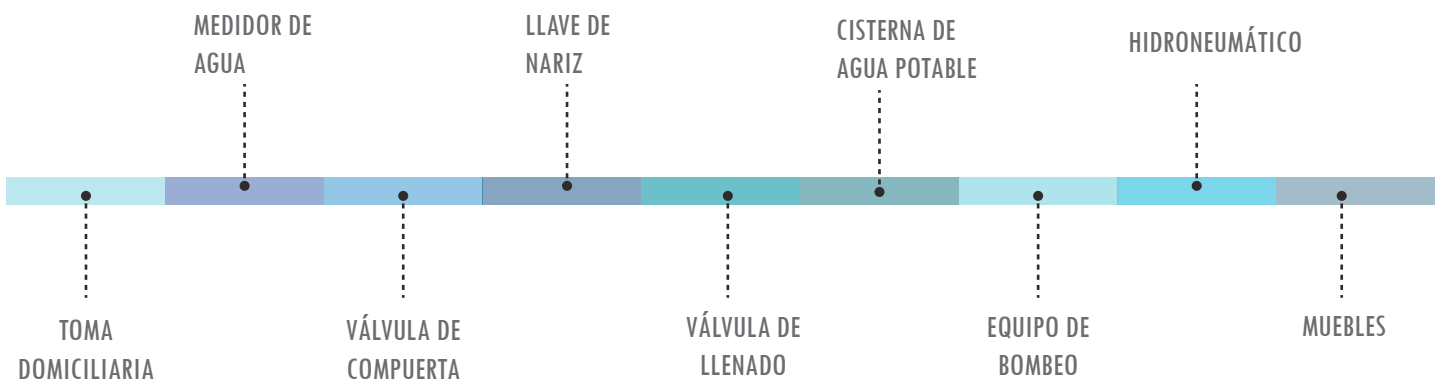 MEDIDOR DE
AGUA
LLAVE DE
NARIZ
CISTERNA DE
AGUA POTABLE
HIDRONEUMÁTICO
TOMA
DOMICILIARIA
VÁLVULA DE
COMPUERTA
VÁLVULA DE
LLENADO
EQUIPO DE
BOMBEO
MUEBLES